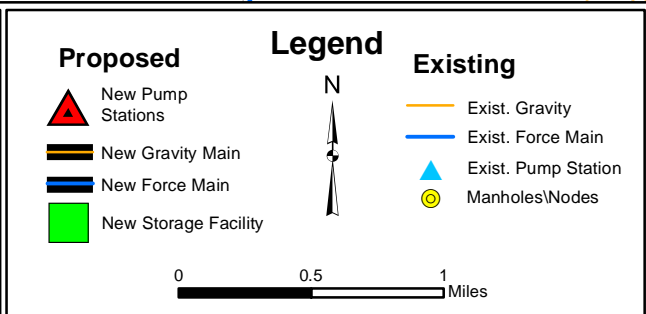 Legend
Proposed
New Pump
Stations
New Gravity Main
New Force Main
New Storage Facility
N
Existing
Exist. Gravity
Exist. Force Main
Exist. Pump Station
Manholes\Nodes
0 0.5 1
Miles